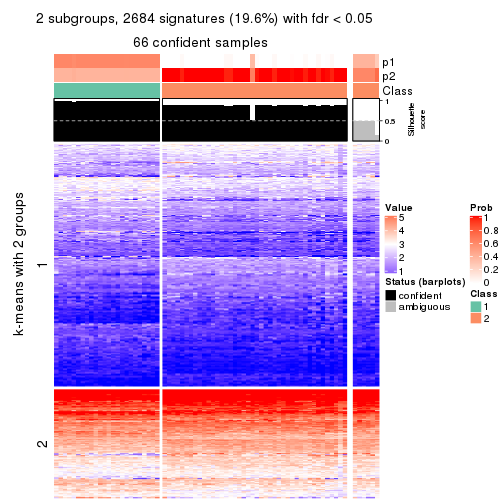 2 subgroups, 2684 signatures (19.6%) with fdr < 0.05
66 confident samples
p1
p2
Class
1
0.5
0
Silhouette
score
k-means with 2 groups
1
2
Value
5
4
3
2
1
Prob
1
0.8
0.6
0.4
0.2
0
Status (barplots)
confident
ambiguous
Class
1
2